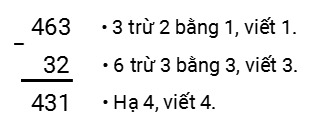 463 • 3 trừ 2 bằng 1, viết 1.
– 32 • 6 trừ 3 bằng 3, viết 3.
431 • Hạ 4, viết 4.